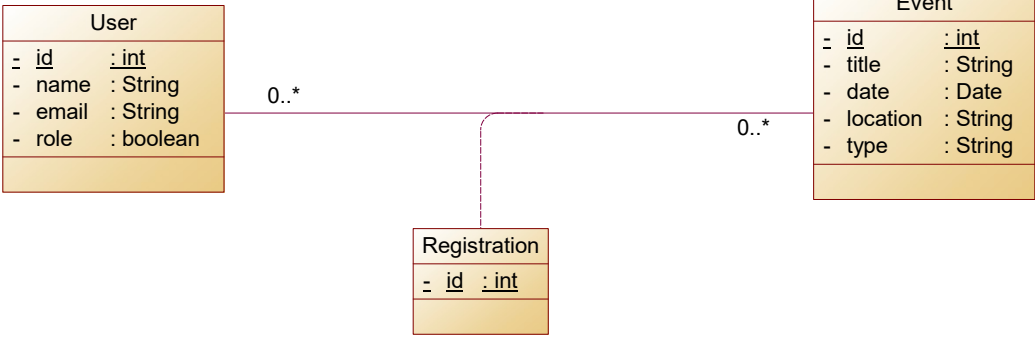 User
- id : int
- name : String
- email : String
- role : boolean
0..*
0..*
Event
- id : int
- title : String
- date : Date
- location : String
- type : String
Registration
- id : int